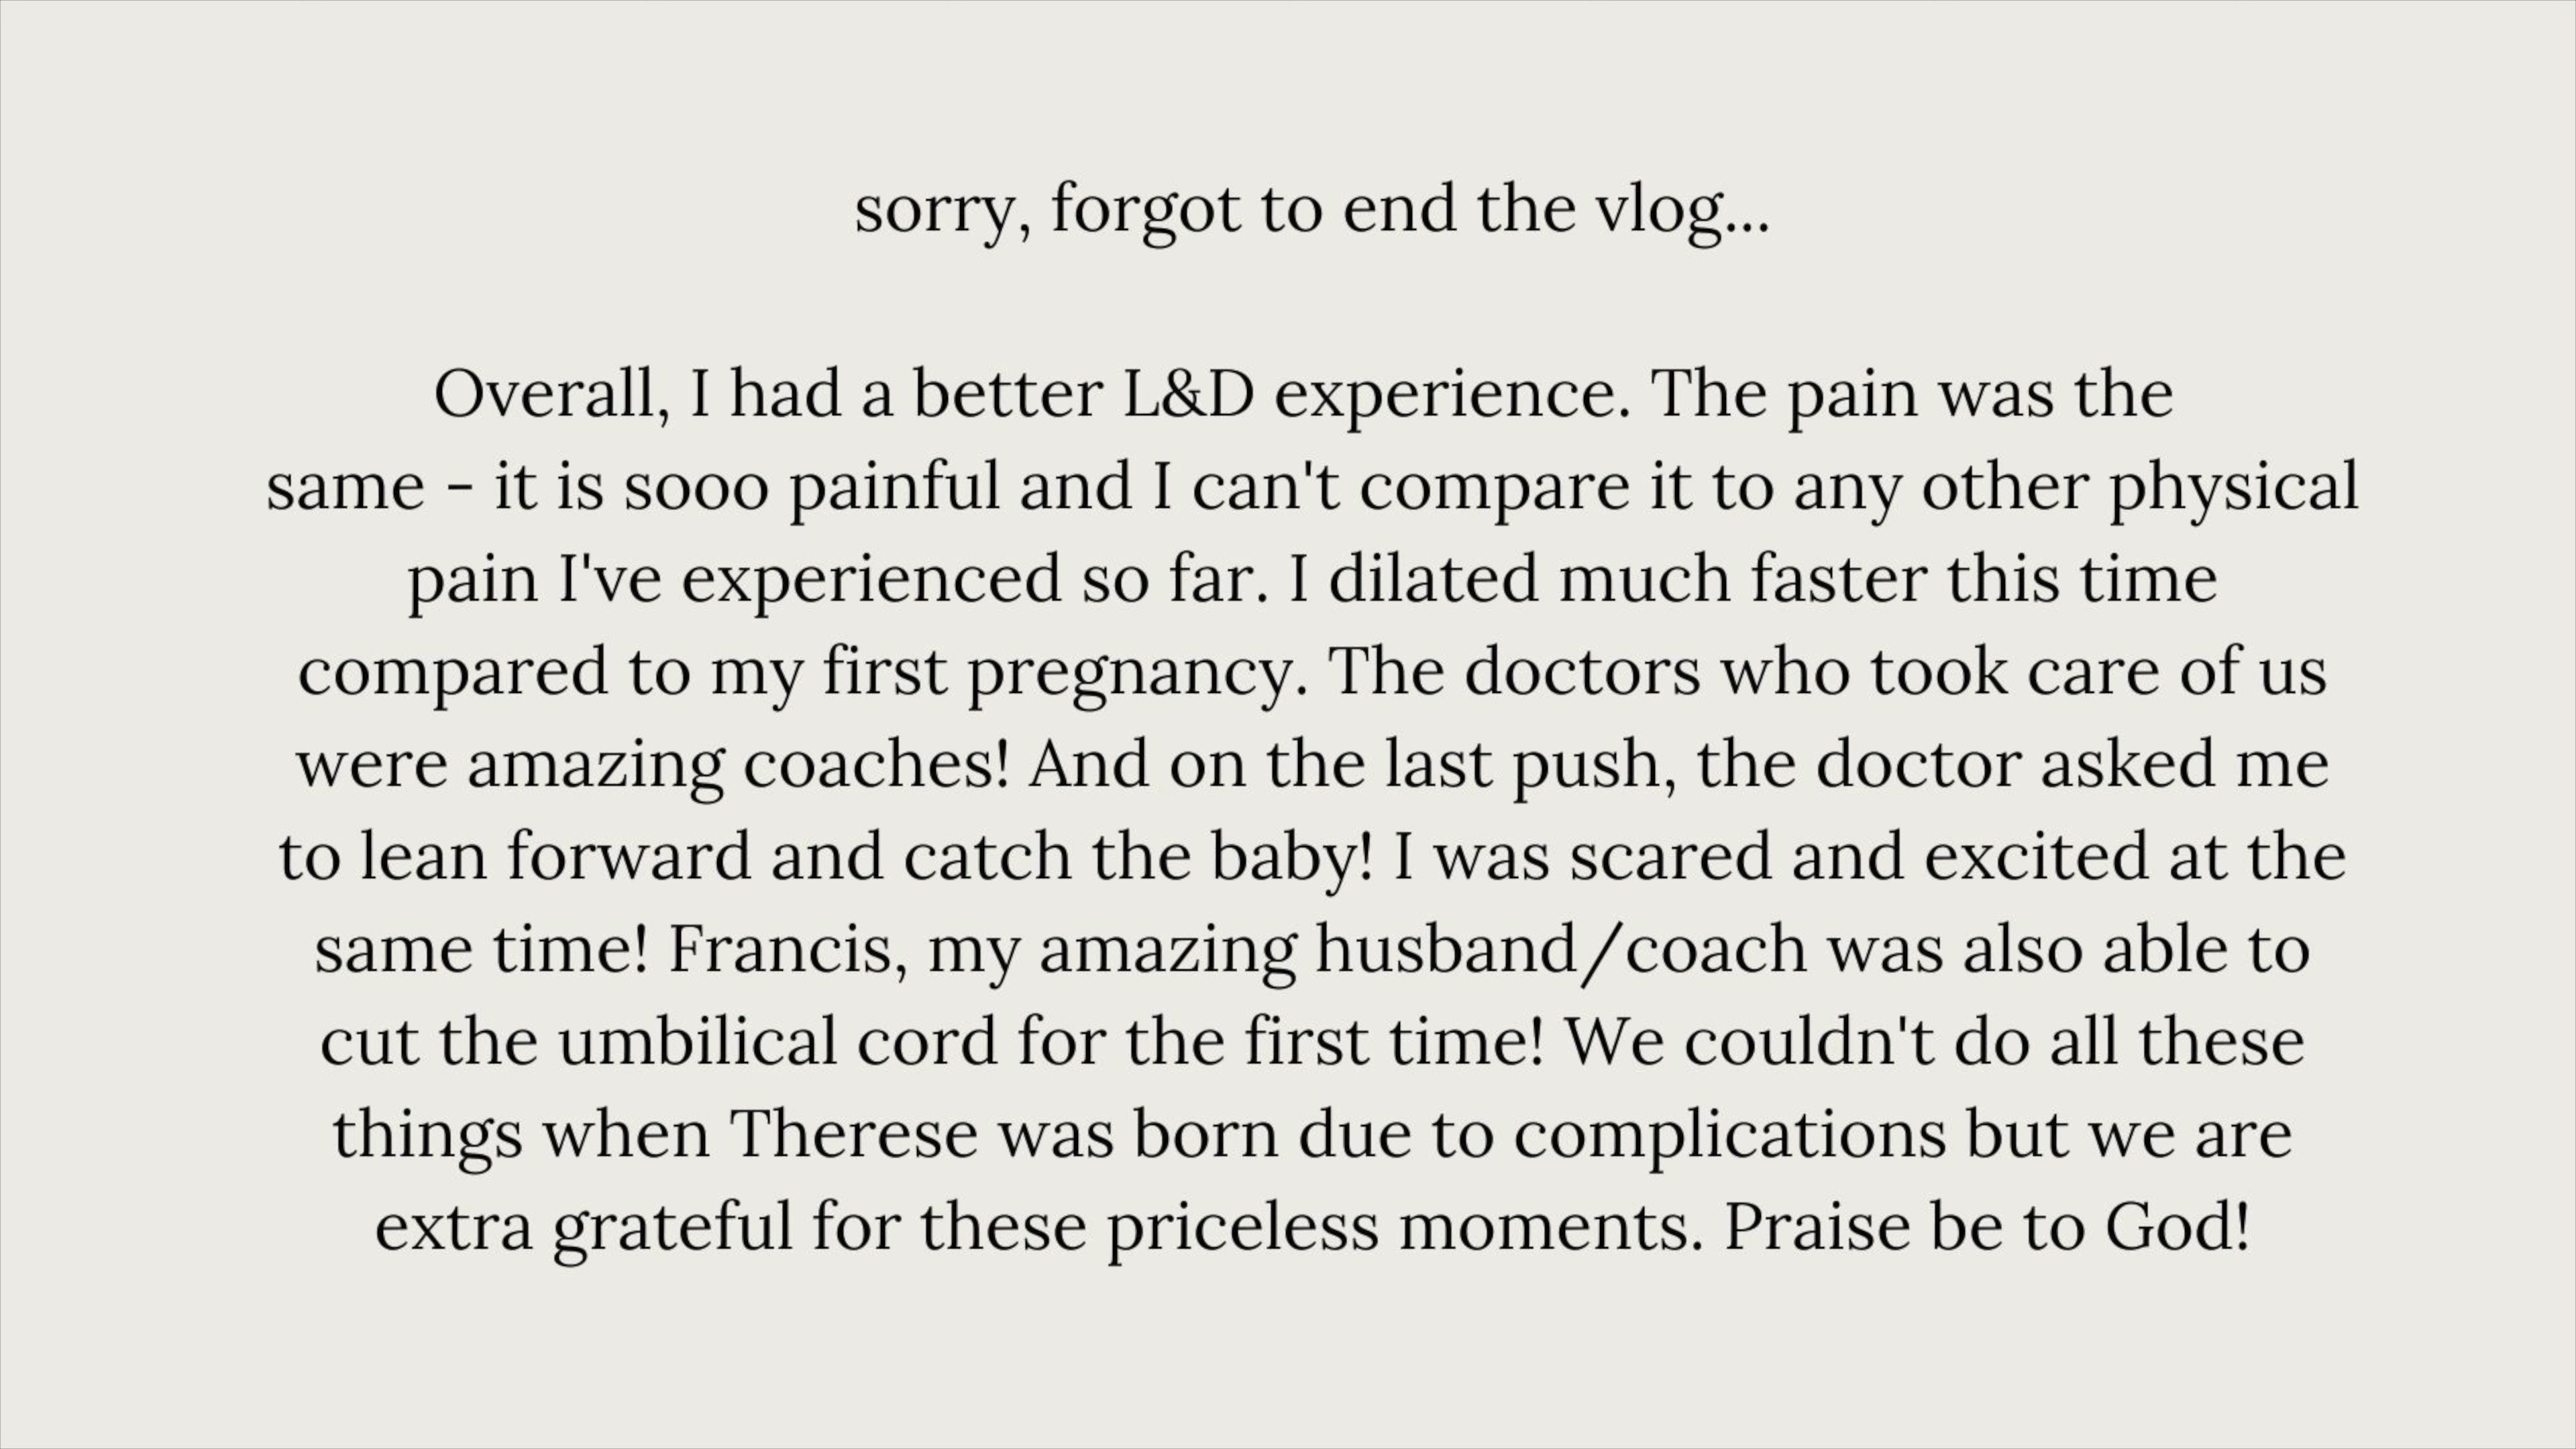 sorry, forgot to end the vlog...
Overall, I had a better L&D experience. The pain was the
same - it is sooo painful and I can't compare it to any other physical
pain I've experienced so far. I dilated much faster this time
compared to my first pregnancy. The doctors who took care of us
were amazing coaches! And on the last push, the doctor asked me
to lean forward and catch the baby! I was scared and excited at the
same time! Francis, my amazing husband/coach was also able to
cut the umbilical cord for the first time! We couldn't do all these
things when Therese was born due to complications but we are
extra grateful for these priceless moments. Praise be to God!